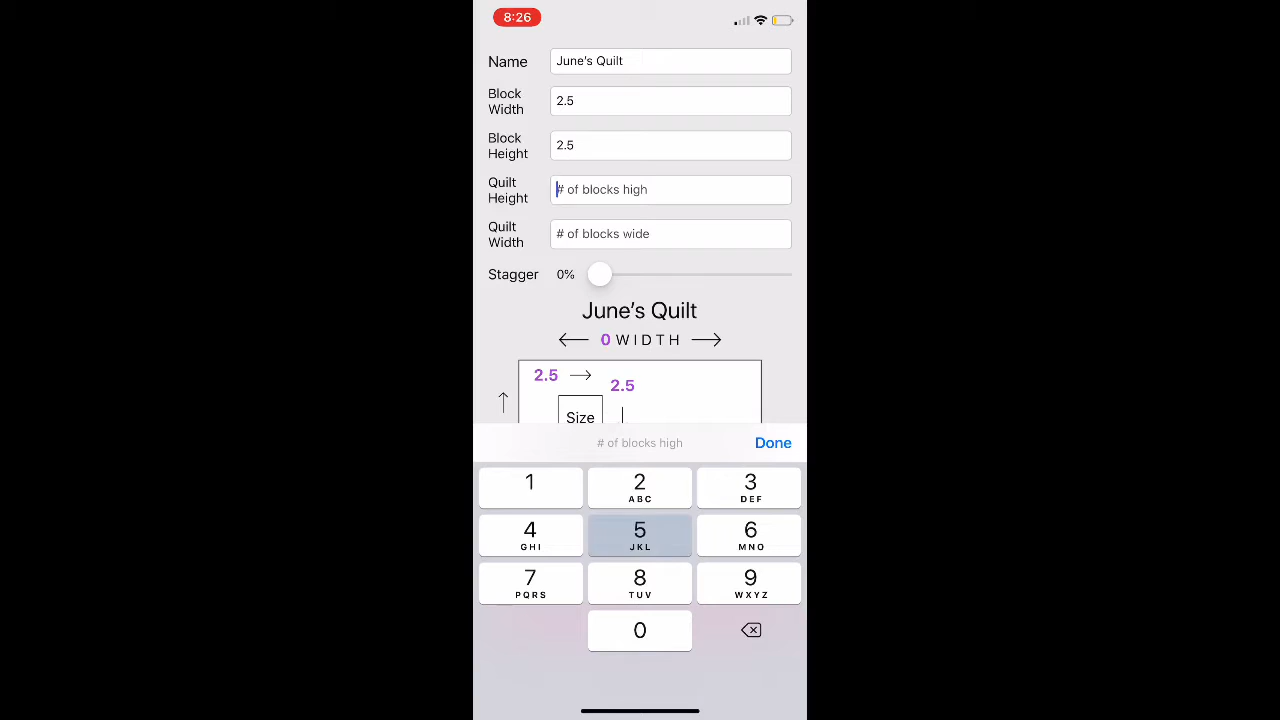 8:26
Name June's Quilt
Block Width 2.5
Block Height 2.5
Quilt Height # of blocks high
Quilt Width # of blocks wide
Stagger 0%
June's Quilt
0 WIDTH
2.5
2.5
Size
# of blocks high Done
1 2 ABC 3 DEF
4 GHI 5 JKL 6 MNO
7 PQRS 8 TUV 9 WXYZ
0